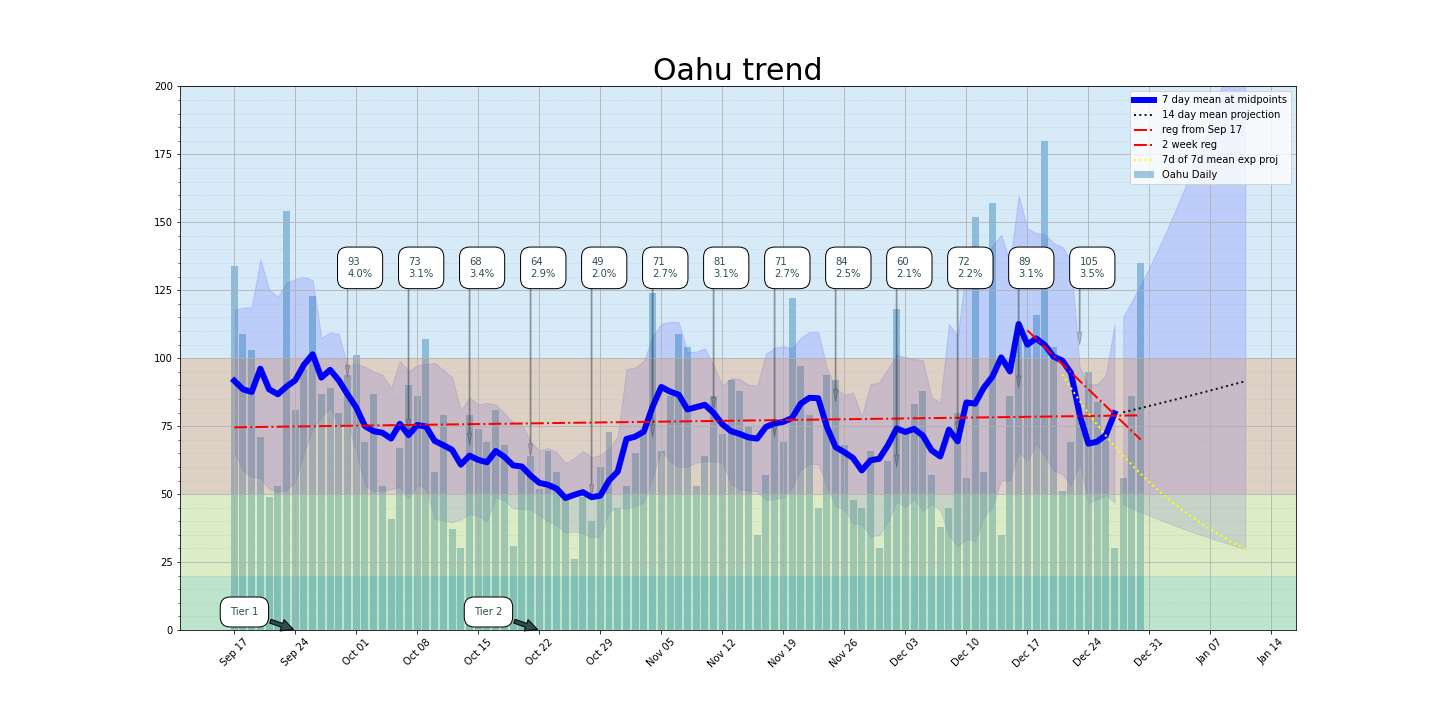 Oahu trend
200
175
150
125
100
75
50
25
0
7 day mean at midpoints
14 day mean projection
reg from Sep 17
2 week reg
7d of 7d mean exp proj
Oahu Daily
93
4.0%
73
3.1%
68
3.4%
64
2.9%
49
2.0%
71
2.7%
81
3.1%
71
2.7%
84
2.5%
60
2.1%
72
2.2%
89
3.1%
105
3.5%
Tier 1
Tier 2
Sep 17
Sep 24
Oct 01
Oct 08
Oct 15
Oct 22
Oct 29
Nov 05
Nov 12
Nov 19
Nov 26
Dec 03
Dec 10
Dec 17
Dec 24
Dec 31
Jan 07
Jan 14